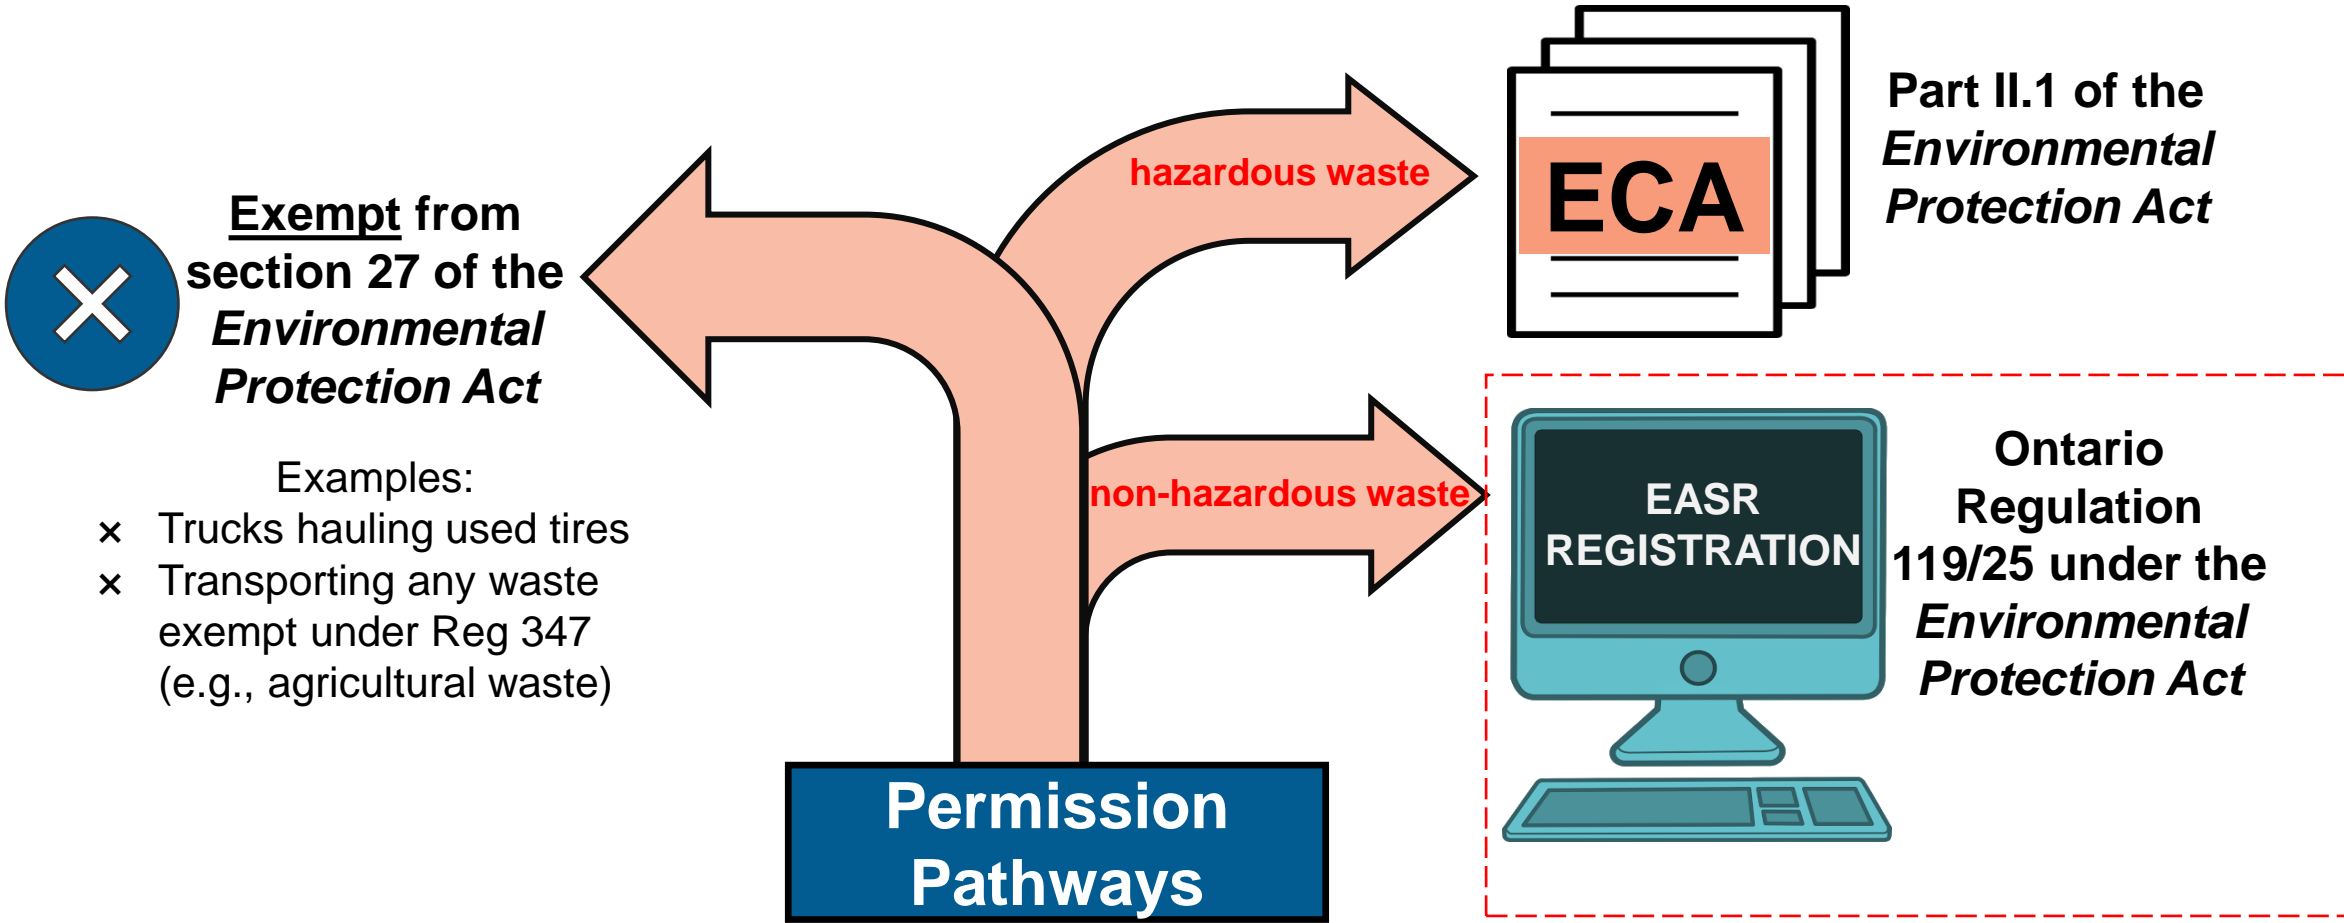 Exempt from
section 27 of the
Environmental
Protection Act
Examples:
× Trucks hauling used tires
× Transporting any waste
exempt under Reg 347
(e.g., agricultural waste)
hazardous waste
ECA
Part II.1 of the
Environmental
Protection Act
non-hazardous waste
EASR
REGISTRATION
Ontario
Regulation
119/25 under the
Environmental
Protection Act
Permission
Pathways